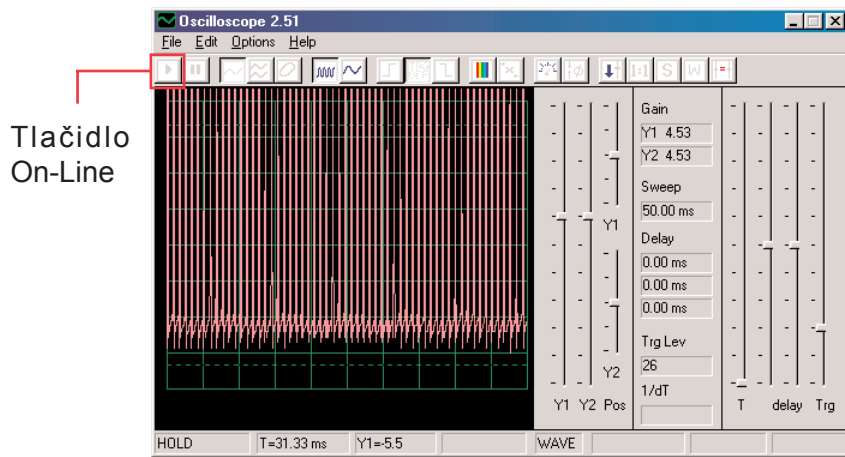 Oscilloscope 2.51
File Edit Options Help
1:1 S W
Tlačidlo
On-Line
Gain
Y1 4.53
Y2 4.53
Sweep
50.00 ms
Delay
0.00 ms
0.00 ms
0.00 ms
Trg Lev
26
1/dT
Y1
Y2
Y1 Y2 Pos
T delay Trg
HOLD T=31.33 ms Y1=-5.5 WAVE